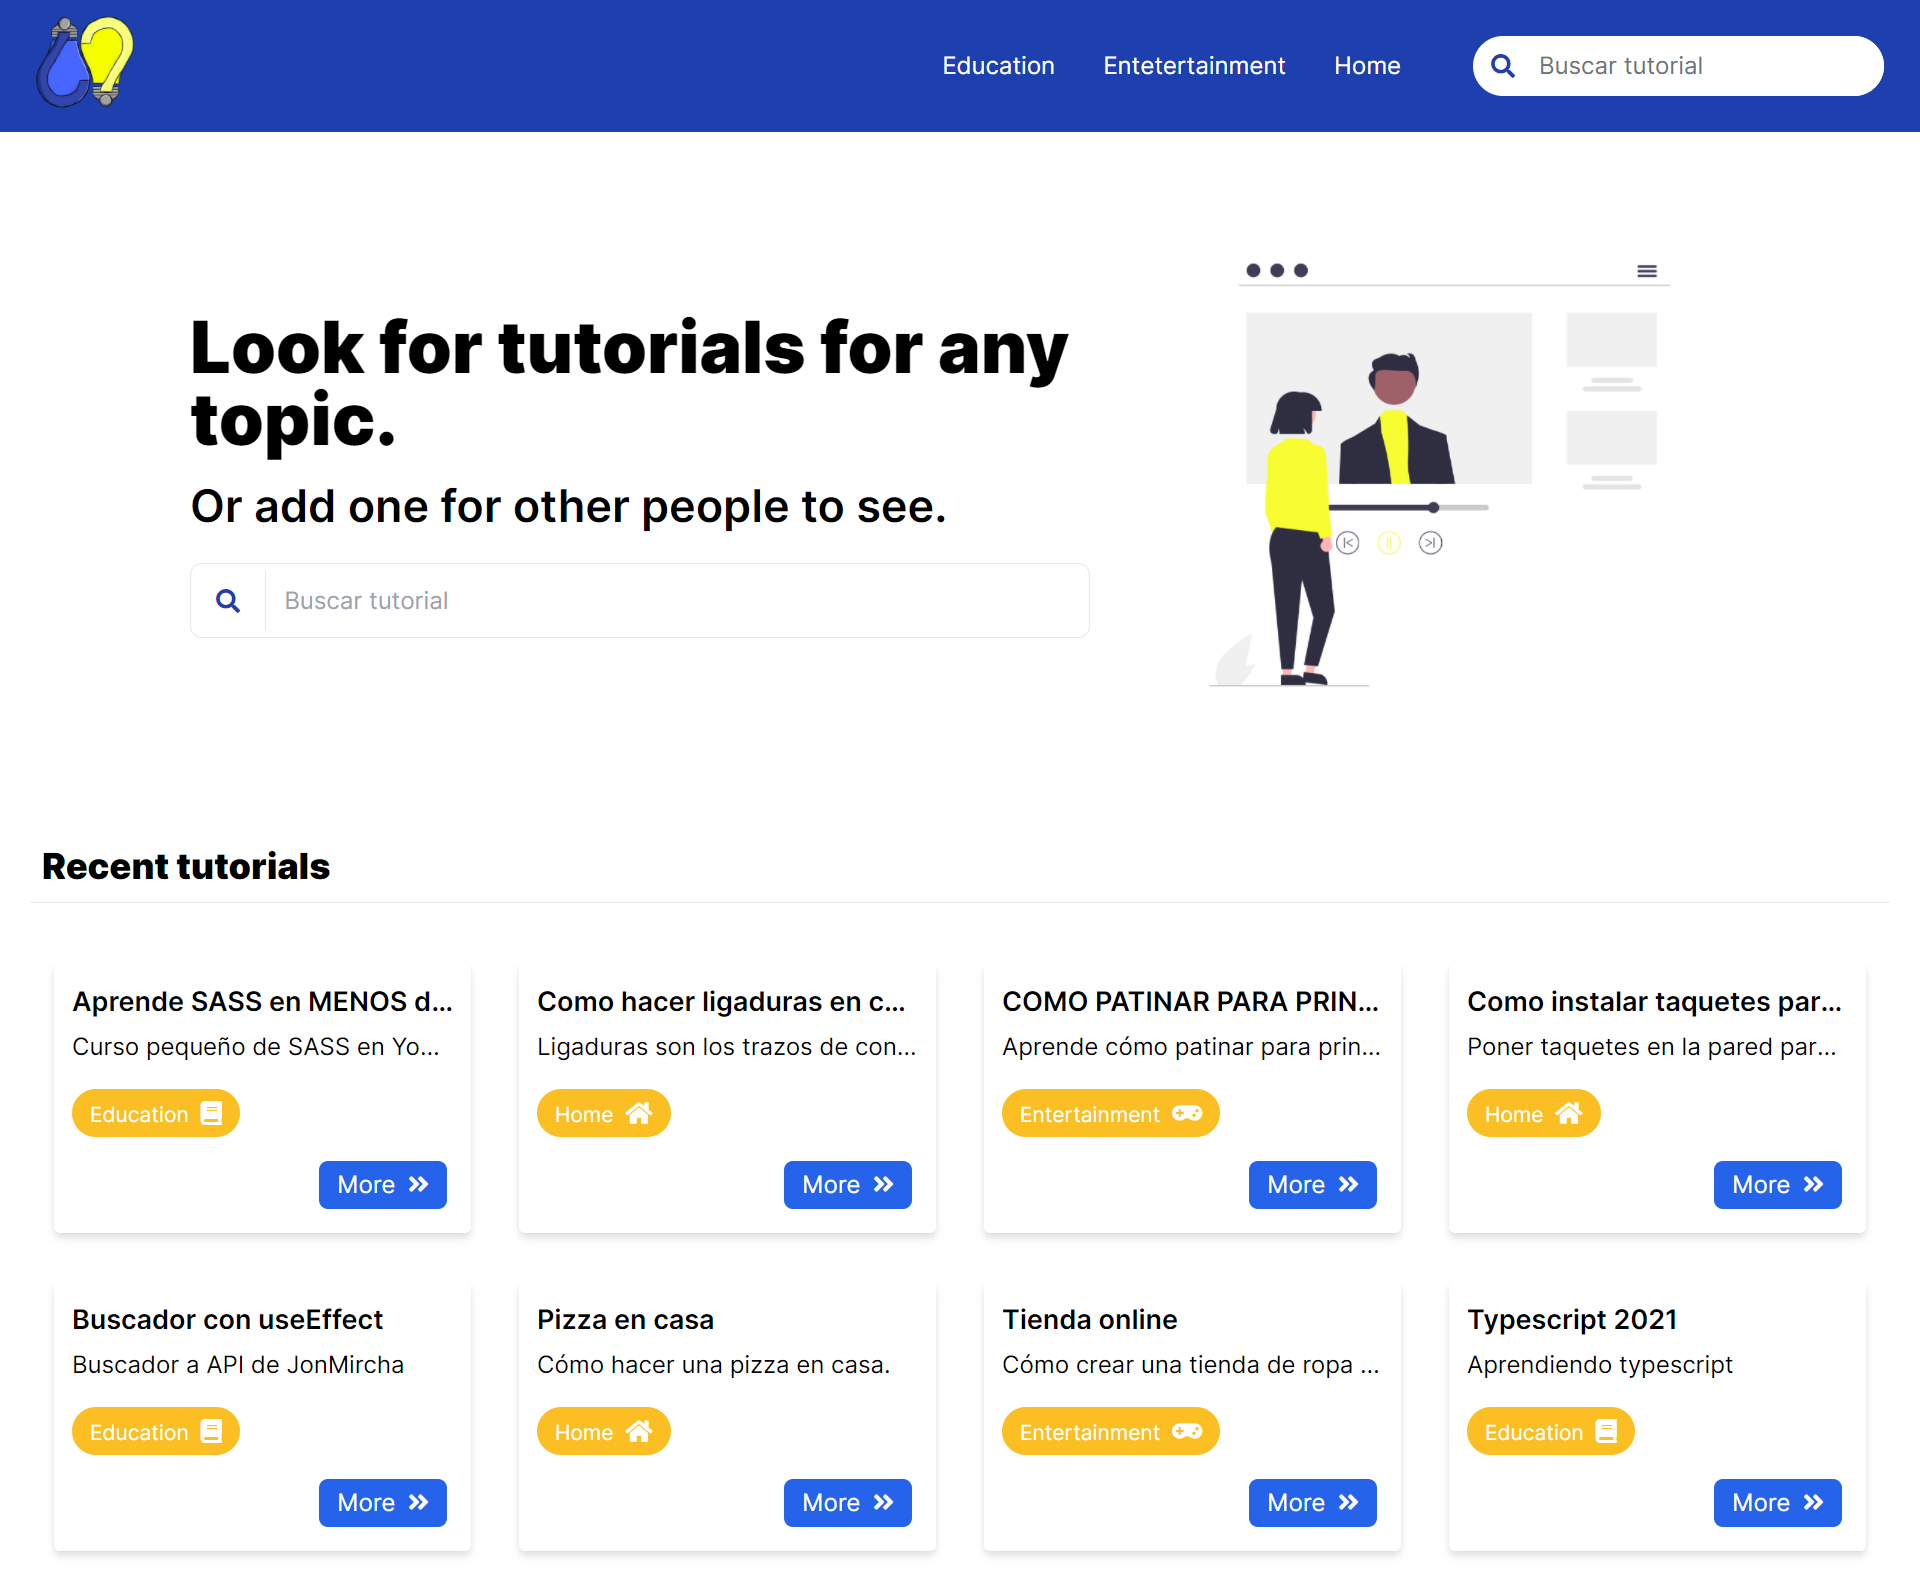 Education Entetertainment Home Buscar tutorial
Look for tutorials for any
topic.
Or add one for other people to see.
Buscar tutorial
Recent tutorials
Aprende SASS en MENOS d...
Curso pequeño de SASS en Yo...
Education
More
Como hacer ligaduras en c...
Ligaduras son los trazos de con...
Home
More
COMO PATINAR PARA PRIN...
Aprende cómo patinar para prin...
Entertainment
More
Como instalar taquetes par...
Poner taquetes en la pared par...
Home
More
Buscador con useEffect
Buscador a API de JonMircha
Education
More
Pizza en casa
Cómo hacer una pizza en casa.
Home
More
Tienda online
Cómo crear una tienda de ropa ...
Entertainment
More
Typescript 2021
Aprendiendo typescript
Education
More